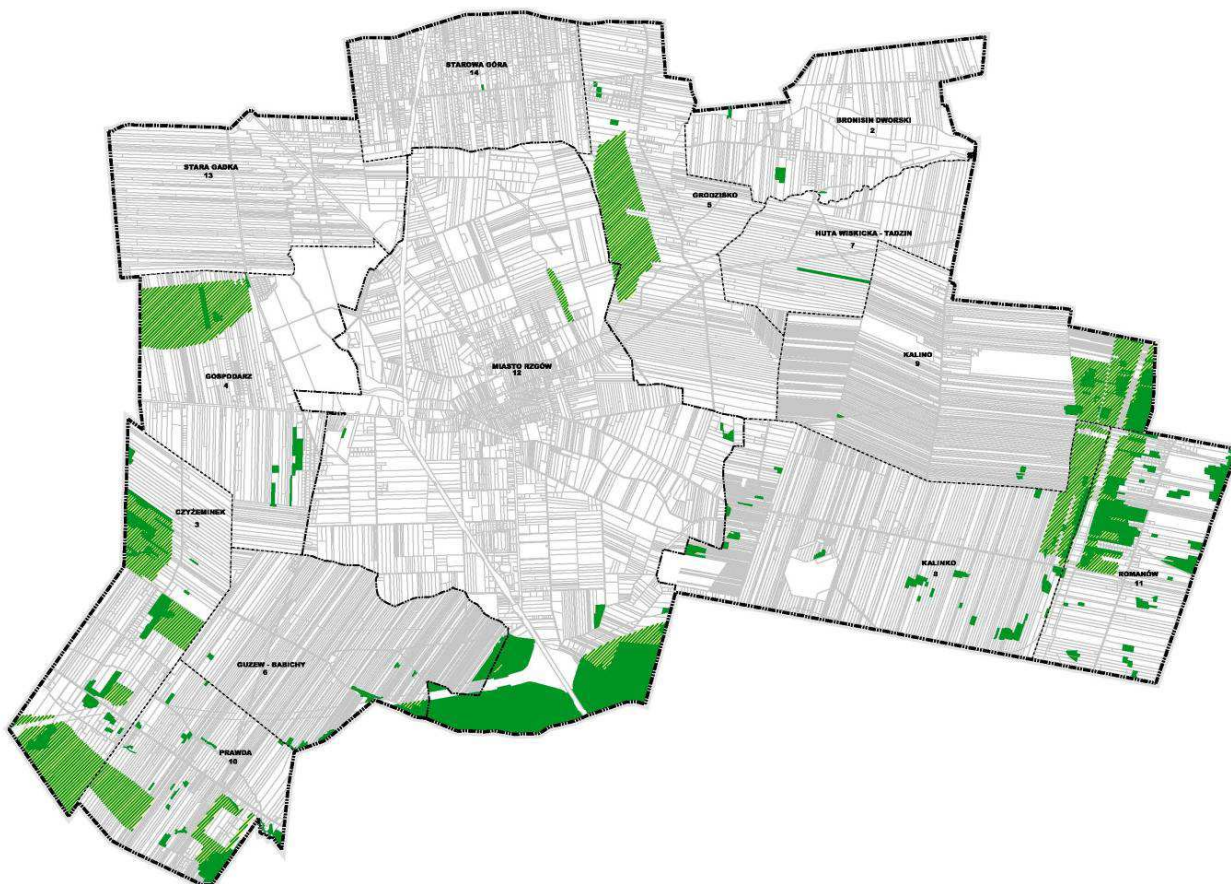 STAROWA GÓRA
14
BRONISIN DWORSKI
2
STARA GADKA
13
GRODZISKO
5
HUTA WISKICKA - TADZIN
7
KALINO
9
MIASTO RZGÓW
12
GOSPODARZ
4
CZYŻEMINEK
3
KALINKO
8
ROMANÓW
11
GUZEW - BABICHY
6
PRAWDA
10